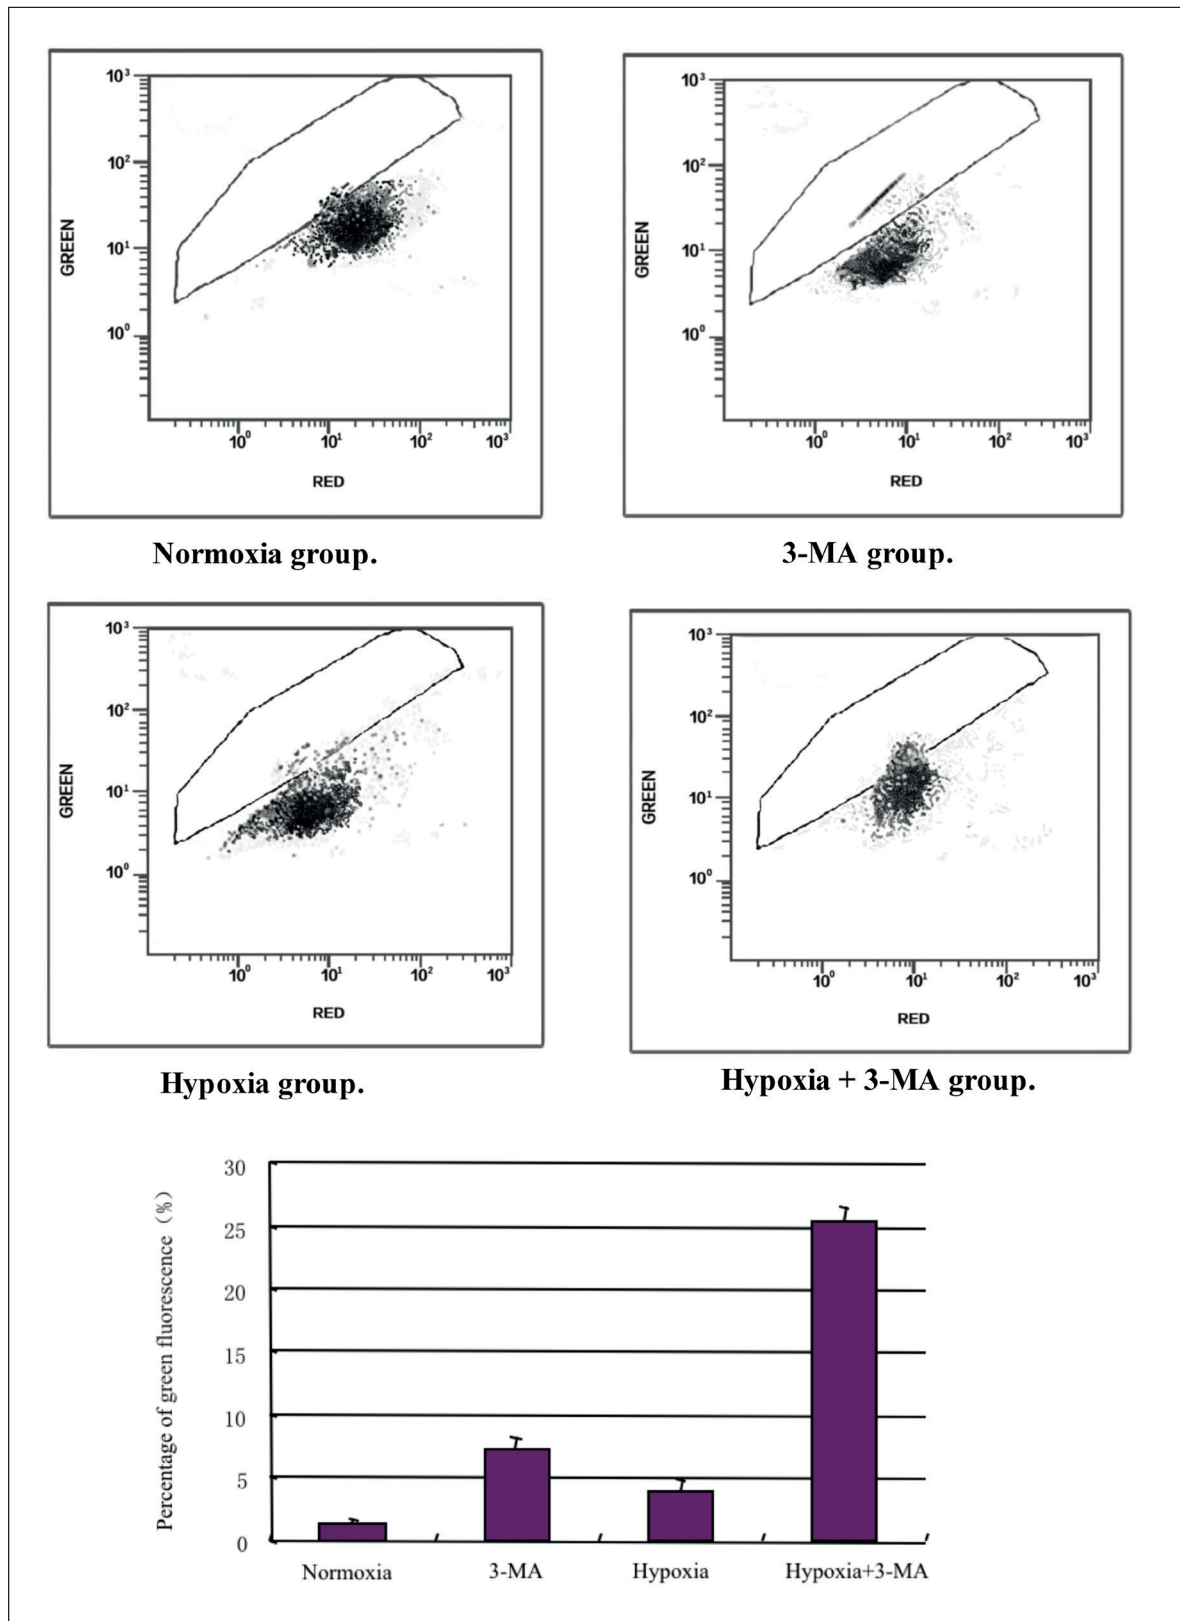 10³
10²
10¹
10⁰
GREEN
10⁰ 10¹ 10² 10³
RED
Normoxia group.
10³
10²
10¹
10⁰
GREEN
10⁰ 10¹ 10² 10³
RED
3-MA group.
10³
10²
10¹
10⁰
GREEN
10⁰ 10¹ 10² 10³
RED
Hypoxia group.
10³
10²
10¹
10⁰
GREEN
10⁰ 10¹ 10² 10³
RED
Hypoxia + 3-MA group.
Percentage of green fluorescence (%)
30
25
20
15
10
5
0
Normoxia 3-MA Hypoxia Hypoxia+3-MA